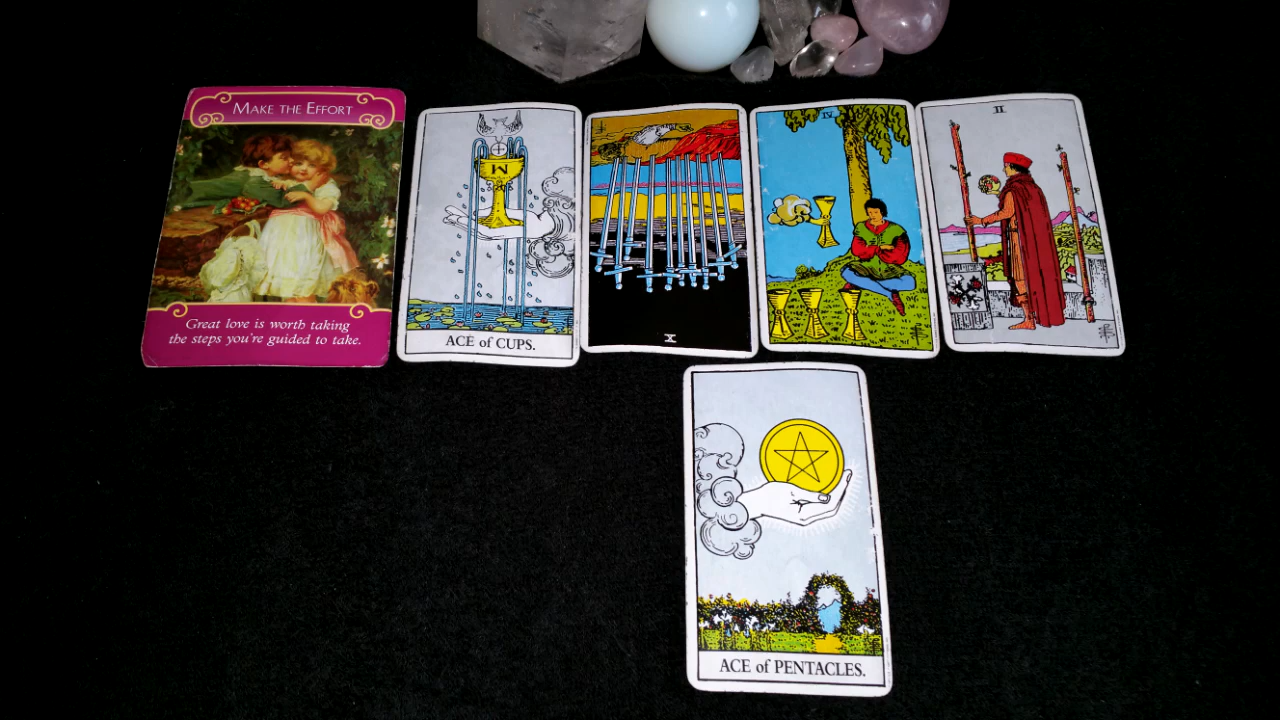 MAKE THE EFFORT
Great love is worth taking
the steps you're guided to take.
ACE of CUPS.
X
IV
II
ACE of PENTACLES.